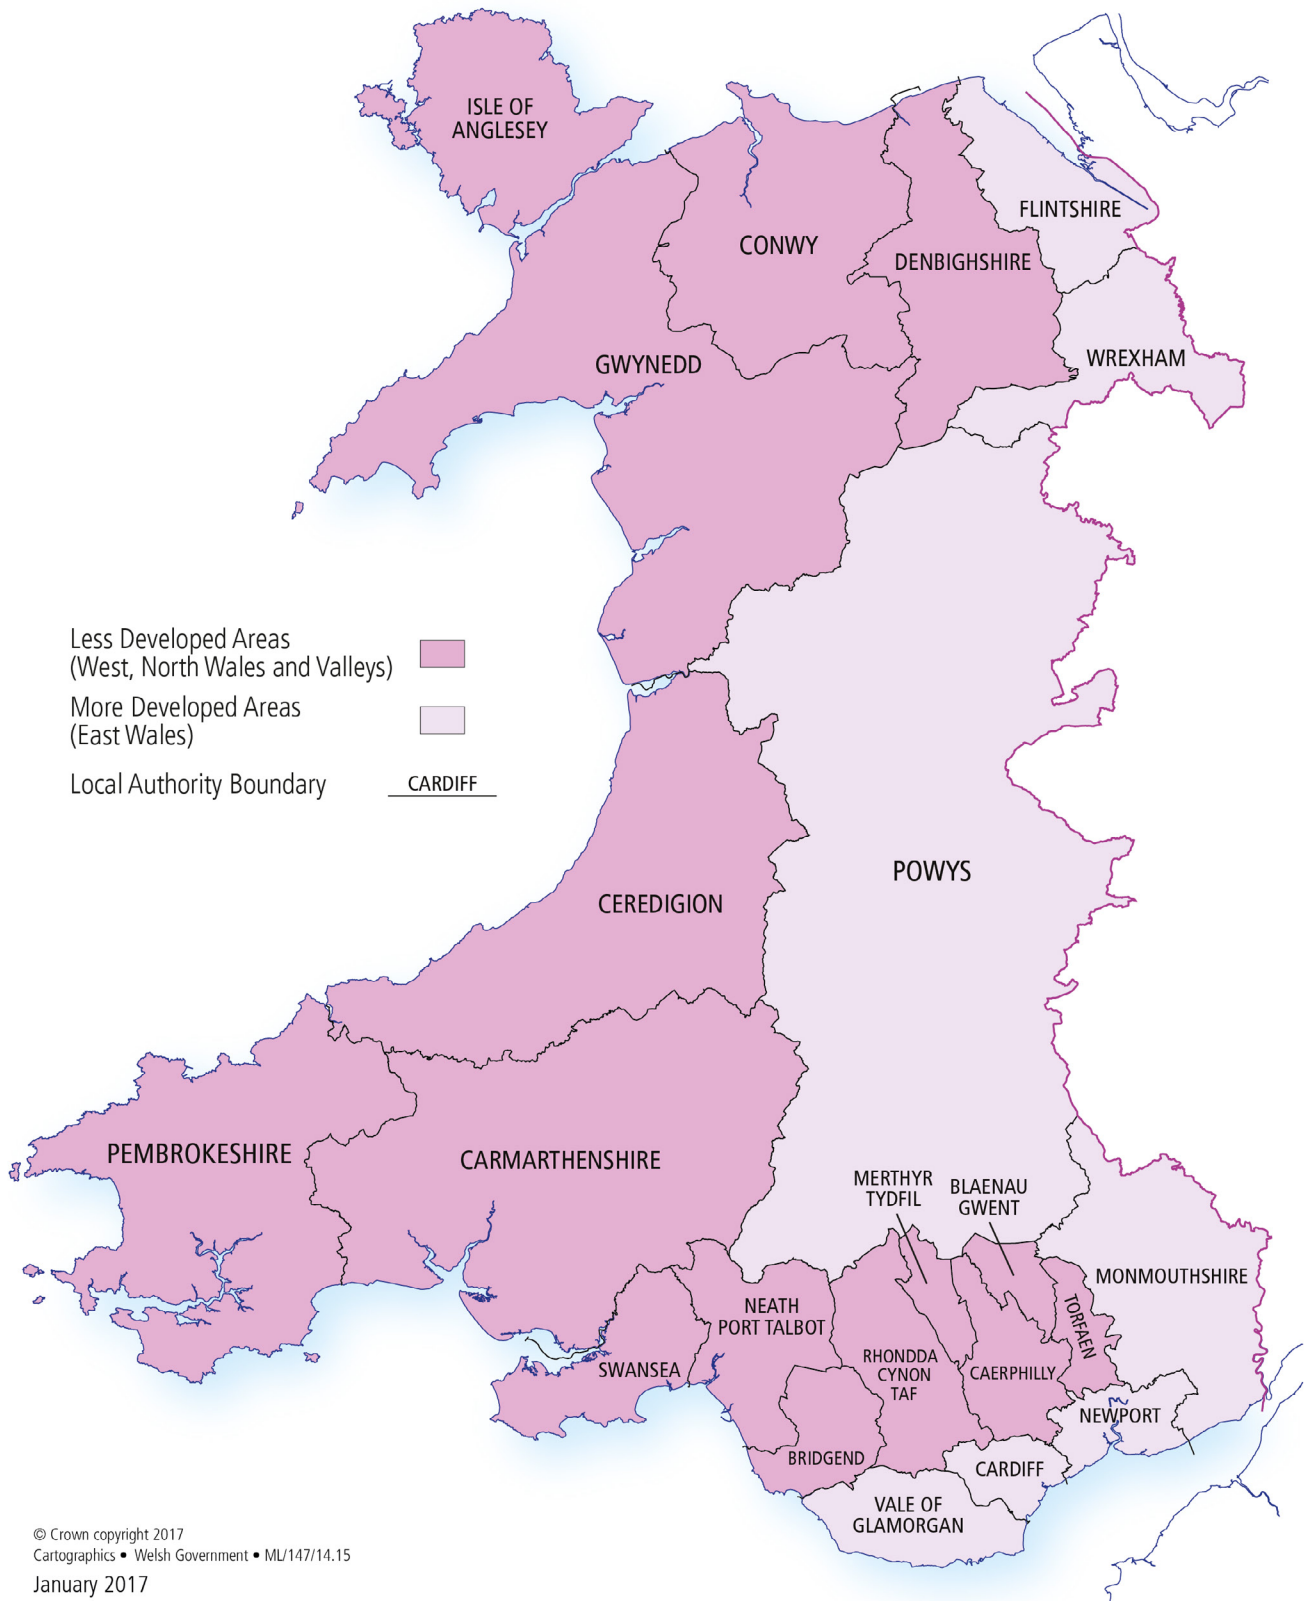 ISLE OF
ANGLESEY
FLINTSHIRE
CONWY
DENBIGHSHIRE
WREXHAM
GWYNEDD
Less Developed Areas
(West, North Wales and Valleys)
More Developed Areas
(East Wales)
Local Authority Boundary
CARDIFF
POWYS
CEREDIGION
PEMBROKESHIRE
CARMARTHENSHIRE
MERTHYR
TYDFIL
BLAENAU
GWENT
MONMOUTHSHIRE
NEATH
PORT TALBOT
TORFAEN
SWANSEA
RHONDDA
CYNON
TAF
CAERPHILLY
NEWPORT
BRIDGEND
CARDIFF
VALE OF
GLAMORGAN
© Crown copyright 2017
Cartographics • Welsh Government • ML/147/14.15
January 2017